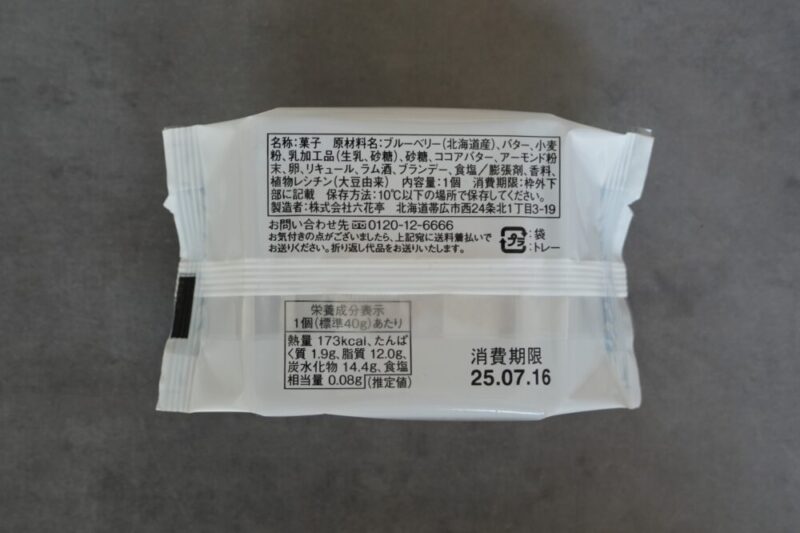 名称:菓子 原材料名:ブルーベリー(北海道産)、バター、小麦
粉、乳加工品(生乳、砂糖)、砂糖、ココアバター、アーモンド粉
末、卵、リキュール、ラム酒、ブランデー、食塩/膨張剤、香料、
植物レシチン(大豆由来) 内容量:1個 消費期限:枠外下
部に記載 保存方法:10℃以下の場所で保存してください。
製造者:株式会社六花亭 北海道帯広市西24条北1丁目3-19
お問い合わせ先 0120-12-6666
お気付きの点がございましたら、上記宛に送料着払いで
お送りください。折り返し代品をお送りいたします。
プラ :袋
:トレー
栄養成分表示
1個(標準40g)あたり
熱量 173kcal、たんぱ
く質 1.9g、脂質 12.0g、
炭水化物 14.4g、食塩
相当量 0.08g (推定値)
消費期限
25.07.16